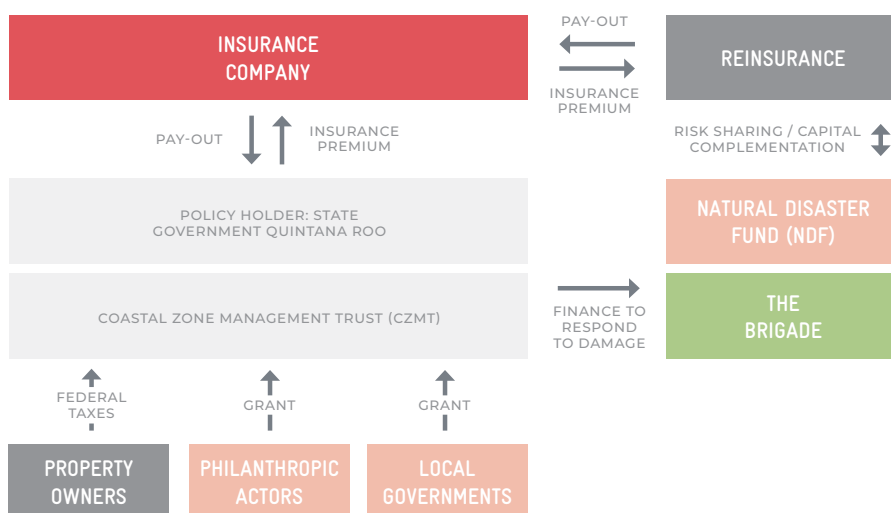 INSURANCE
COMPANY
PAY-OUT
INSURANCE
PREMIUM
REINSURANCE
PAY-OUT
INSURANCE
PREMIUM
RISK SHARING / CAPITAL
COMPLEMENTATION
POLICY HOLDER: STATE
GOVERNMENT QUINTANA ROO
NATURAL DISASTER
FUND (NDF)
COASTAL ZONE MANAGEMENT TRUST (CZMT)
FINANCE TO
RESPOND
TO DAMAGE
THE
BRIGADE
FEDERAL
TAXES
GRANT
GRANT
PROPERTY
OWNERS
PHILANTHROPIC
ACTORS
LOCAL
GOVERNMENTS